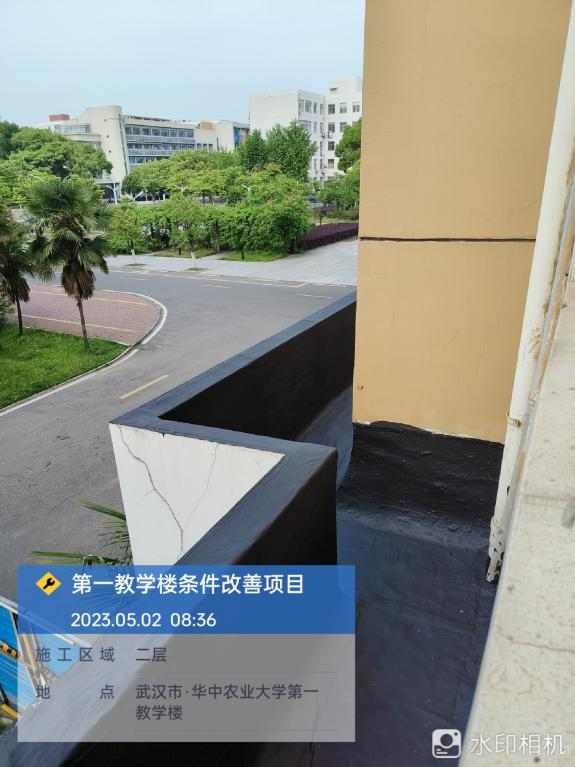 第一教学楼条件改善项目
2023.05.02 08:36
施工区域 二层
地点 武汉市·华中农业大学第一
教学楼
水印相机